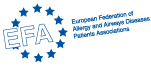 EFA
European Federation of
Allergy and Airways Diseases
Patients Associations